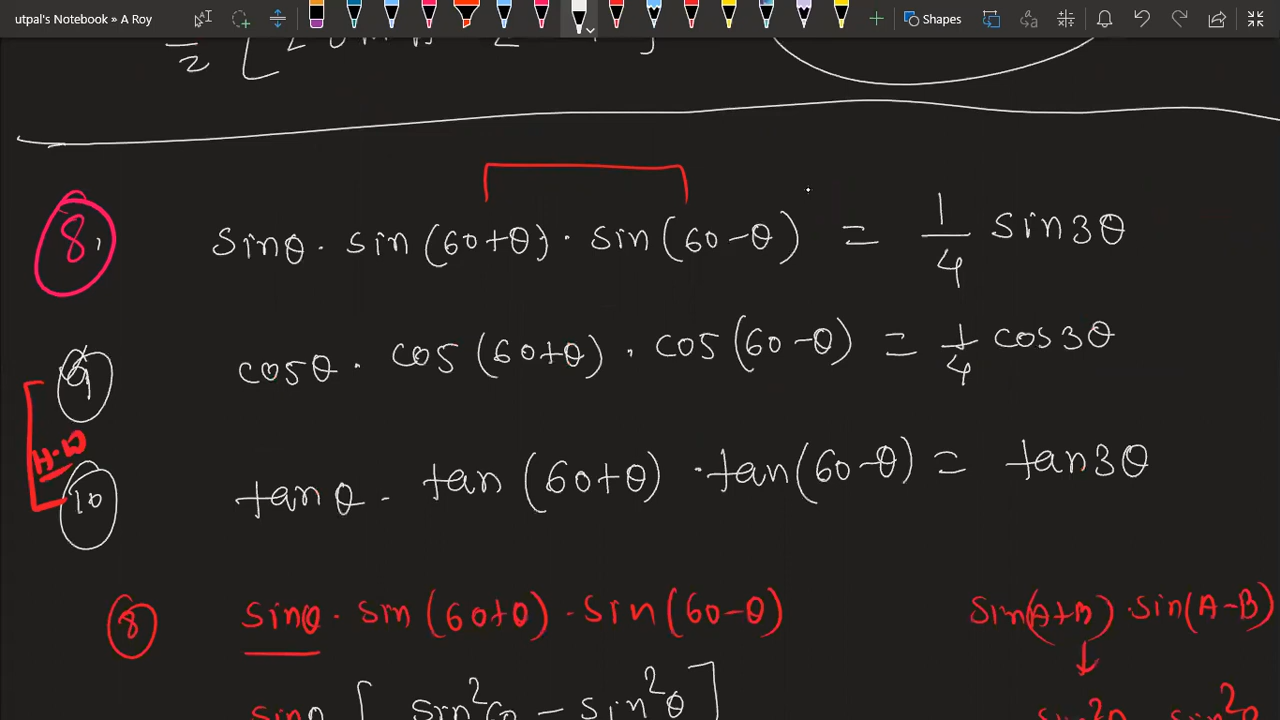 utpal's Notebook » A Roy
Shapes
8, sinθ · sin(60+θ) · sin(60-θ) = 1/4 sin3θ
9 cosθ · cos(60+θ) · cos(60-θ) = 1/4 cos3θ
H.W
10 tanθ · tan(60+θ) · tan(60-θ) = tan3θ
8 sinθ · sin(60+θ) · sin(60-θ)
sin(A+B) · sin(A-B)
sinθ [ sin²60 - sin²θ ]